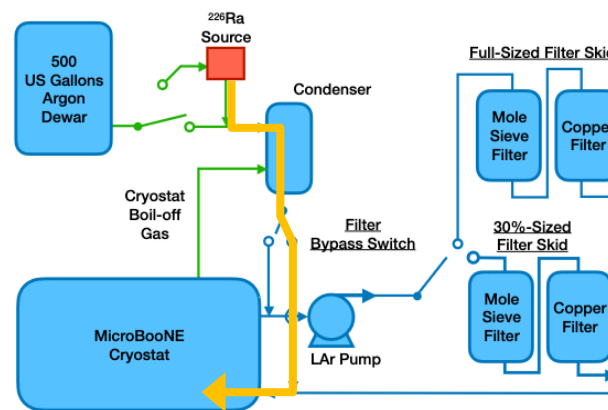 ²²⁶Ra
Source
500
US Gallons
Argon
Dewar
Condenser
Full-Sized Filter Skid
Mole
Sieve
Filter
Copper
Filter
Cryostat
Boil-off
Gas
Filter
Bypass Switch
30%-Sized
Filter Skid
Mole
Sieve
Filter
Copper
Filter
MicroBooNE
Cryostat
LAr Pump